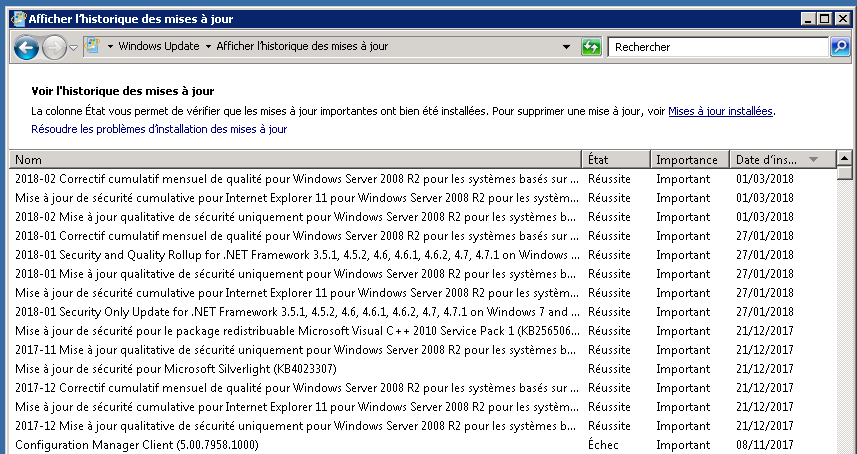 Afficher l'historique des mises à jour
Windows Update Afficher l'historique des mises à jour Rechercher
Voir l'historique des mises à jour
La colonne État vous permet de vérifier que les mises à jour importantes ont bien été installées. Pour supprimer une mise à jour, voir Mises à jour installées.
Résoudre les problèmes d'installation des mises à jour
Nom État Importance Date d'ins...
2018-02 Correctif cumulatif mensuel de qualité pour Windows Server 2008 R2 pour les systèmes basés sur ... Réussite Important 01/03/2018
Mise à jour de sécurité cumulative pour Internet Explorer 11 pour Windows Server 2008 R2 pour les systèm... Réussite Important 01/03/2018
2018-02 Mise à jour qualitative de sécurité uniquement pour Windows Server 2008 R2 pour les systèmes b... Réussite Important 01/03/2018
2018-01 Correctif cumulatif mensuel de qualité pour Windows Server 2008 R2 pour les systèmes basés sur ... Réussite Important 27/01/2018
2018-01 Security and Quality Rollup for .NET Framework 3.5.1, 4.5.2, 4.6, 4.6.1, 4.6.2, 4.7, 4.7.1 on Windows ... Réussite Important 27/01/2018
2018-01 Mise à jour qualitative de sécurité uniquement pour Windows Server 2008 R2 pour les systèmes b... Réussite Important 27/01/2018
Mise à jour de sécurité cumulative pour Internet Explorer 11 pour Windows Server 2008 R2 pour les systèm... Réussite Important 27/01/2018
2018-01 Security Only Update for .NET Framework 3.5.1, 4.5.2, 4.6, 4.6.1, 4.6.2, 4.7, 4.7.1 on Windows 7 and ... Réussite Important 27/01/2018
Mise à jour de sécurité pour le package redistribuable Microsoft Visual C++ 2010 Service Pack 1 (KB256506... Réussite Important 21/12/2017
2017-11 Mise à jour qualitative de sécurité uniquement pour Windows Server 2008 R2 pour les systèmes b... Réussite Important 21/12/2017
Mise à jour de sécurité pour Microsoft Silverlight (KB4023307) Réussite Important 21/12/2017
2017-12 Correctif cumulatif mensuel de qualité pour Windows Server 2008 R2 pour les systèmes basés sur ... Réussite Important 21/12/2017
Mise à jour de sécurité cumulative pour Internet Explorer 11 pour Windows Server 2008 R2 pour les systèm... Réussite Important 21/12/2017
2017-12 Mise à jour qualitative de sécurité uniquement pour Windows Server 2008 R2 pour les systèmes b... Réussite Important 21/12/2017
Configuration Manager Client (5.00.7958.1000) Échec Important 08/11/2017